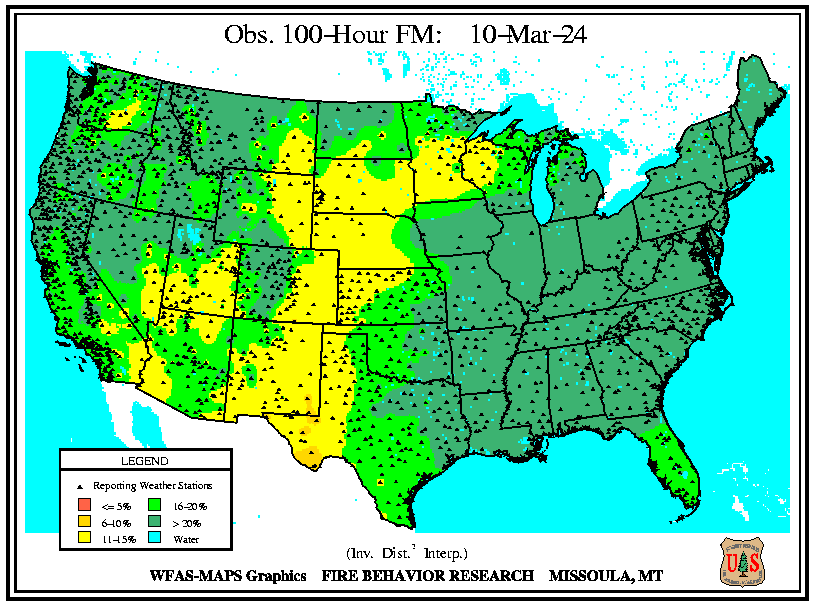 Obs. 100-Hour FM: 10-Mar-24
LEGEND
Reporting Weather Stations
<= 5% 16-20%
6-10% > 20%
11-15% Water
(Inv. Dist.² Interp.)
WFAS-MAPS Graphics FIRE BEHAVIOR RESEARCH MISSOULA, MT
U S